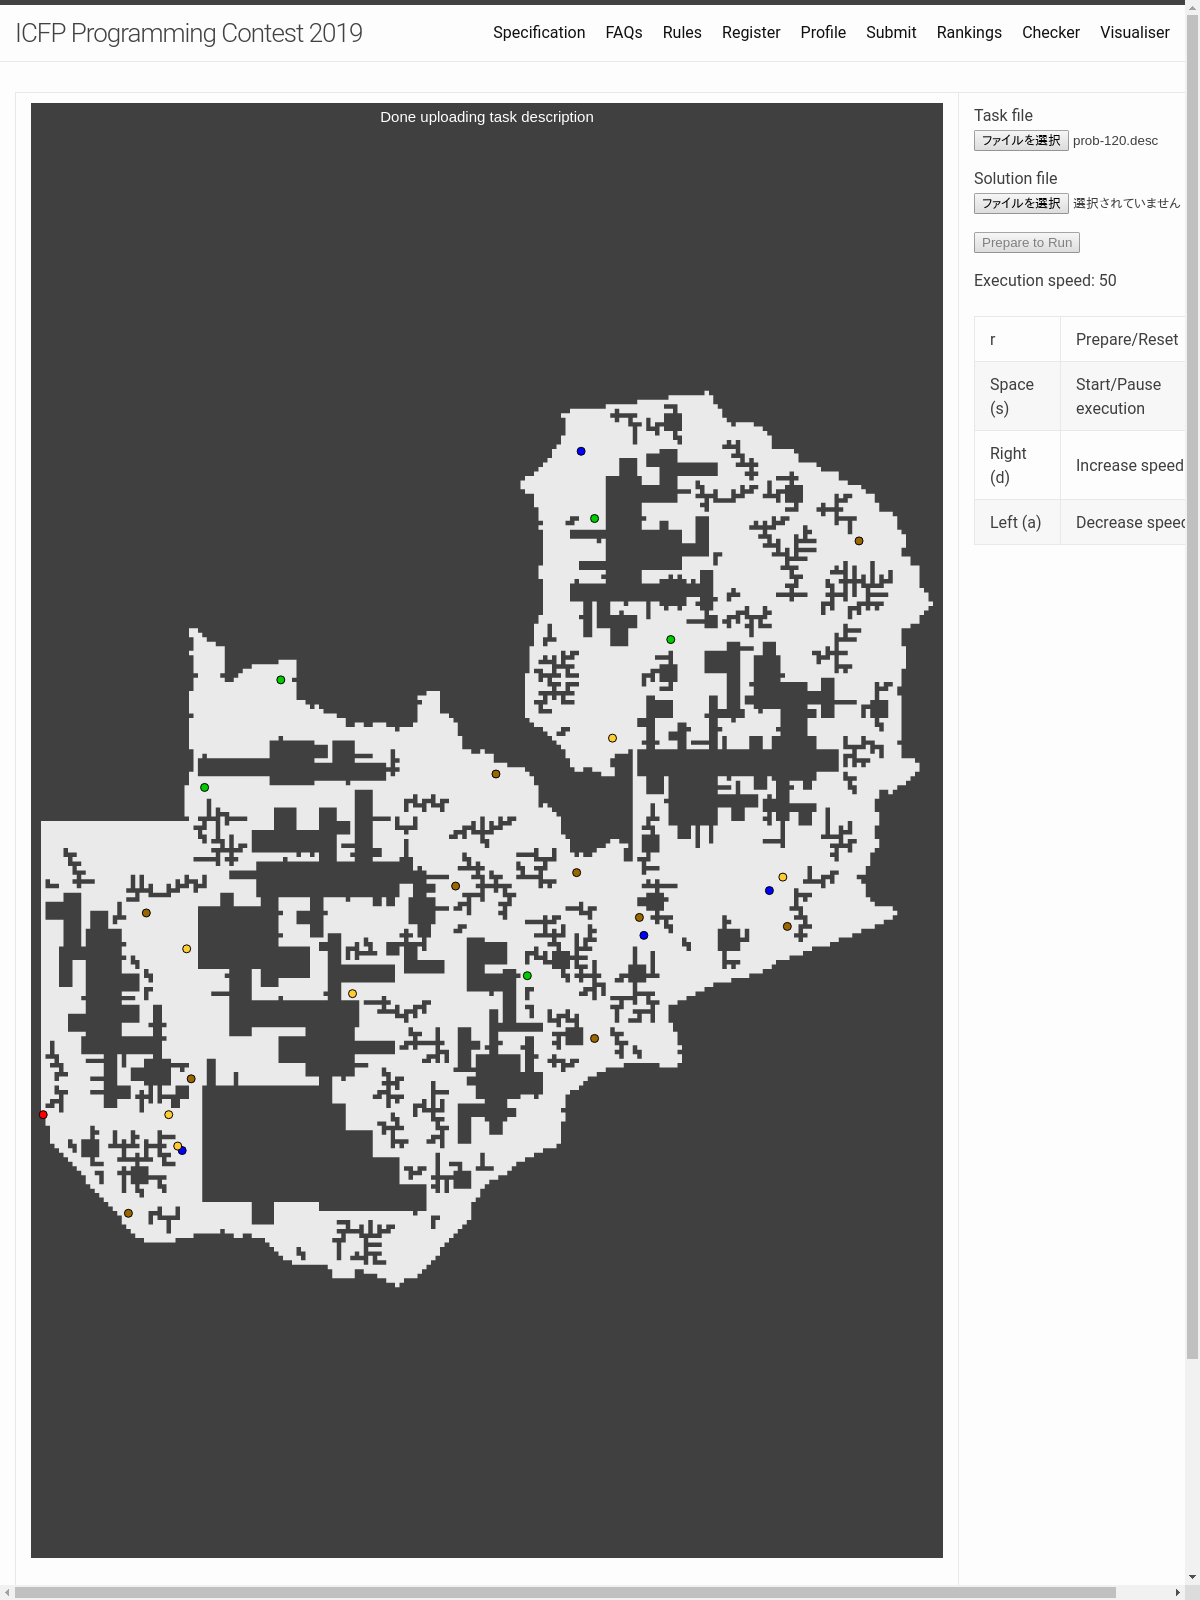 ICFP Programming Contest 2019
Specification FAQs Rules Register Profile Submit Rankings Checker Visualiser
Done uploading task description
Task file
ファイルを選択 prob-120.desc
Solution file
ファイルを選択 選択されていません
Prepare to Run
Execution speed: 50
r Prepare/Reset
Space (s) Start/Pause execution
Right (d) Increase speed
Left (a) Decrease speed